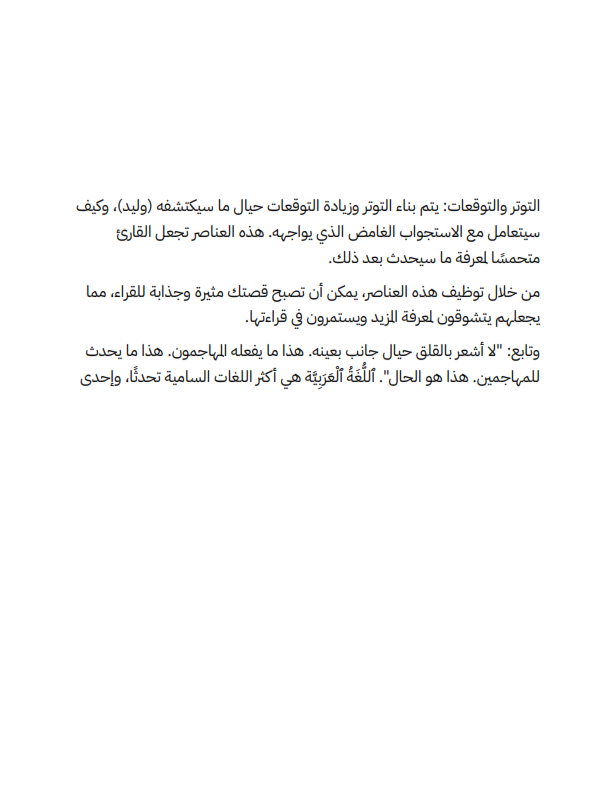 التوتر والتوقعات: يتم بناء التوتر وزيادة التوقعات حيال ما سيكتشفه (وليد)، وكيف
سيتعامل مع الاستجواب الغامض الذي يواجهه. هذه العناصر تجعل القارئ
متحمسًا لمعرفة ما سيحدث بعد ذلك.
من خلال توظيف هذه العناصر، يمكن أن تصبح قصتك مثيرة وجذابة للقراء، مما
يجعلهم يتشوقون لمعرفة المزيد ويستمرون في قراءتها.
وتابع: "لا أشعر بالقلق حيال جانب بعينه. هذا ما يفعله المهاجمون. هذا ما يحدث
للمهاجمين. هذا هو الحال". ٱللُّغَةُ ٱلْعَرَبِيَّة هي أكثر اللغات السامية تحدثًا، وإحدى